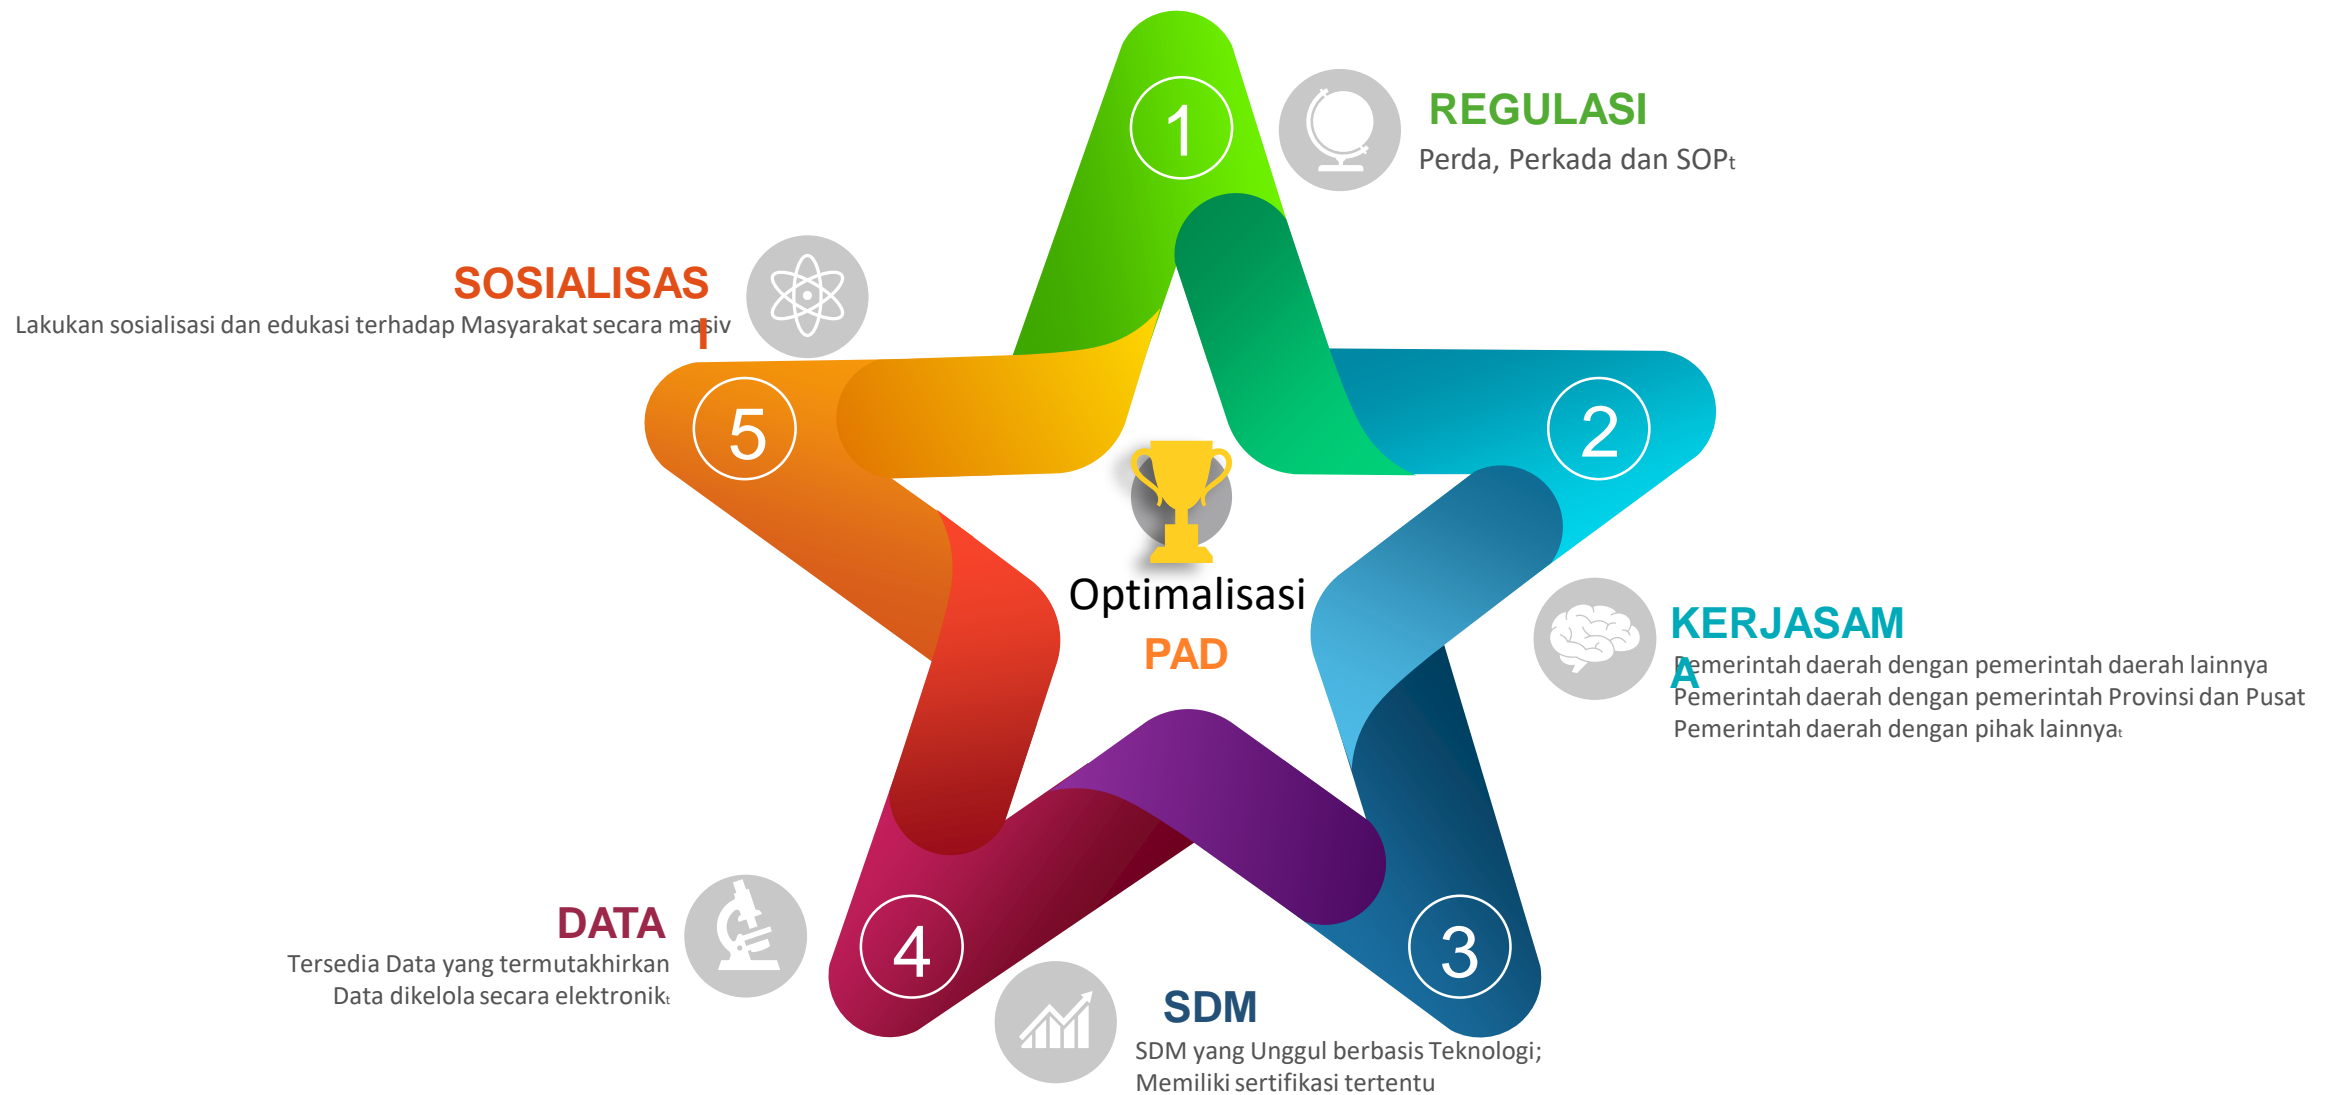 1
REGULASI
Perda, Perkada dan SOPt
2
KERJASAM
A
Pemerintah daerah dengan pemerintah daerah lainnya
Pemerintah daerah dengan pemerintah Provinsi dan Pusat
Pemerintah daerah dengan pihak lainnyat
3
SDM
SDM yang Unggul berbasis Teknologi;
Memiliki sertifikasi tertentu
4
DATA
Tersedia Data yang termutakhirkan
Data dikelola secara elektronikt
5
SOSIALISAS
I
Lakukan sosialisasi dan edukasi terhadap Masyarakat secara masiv
Optimalisasi
PAD